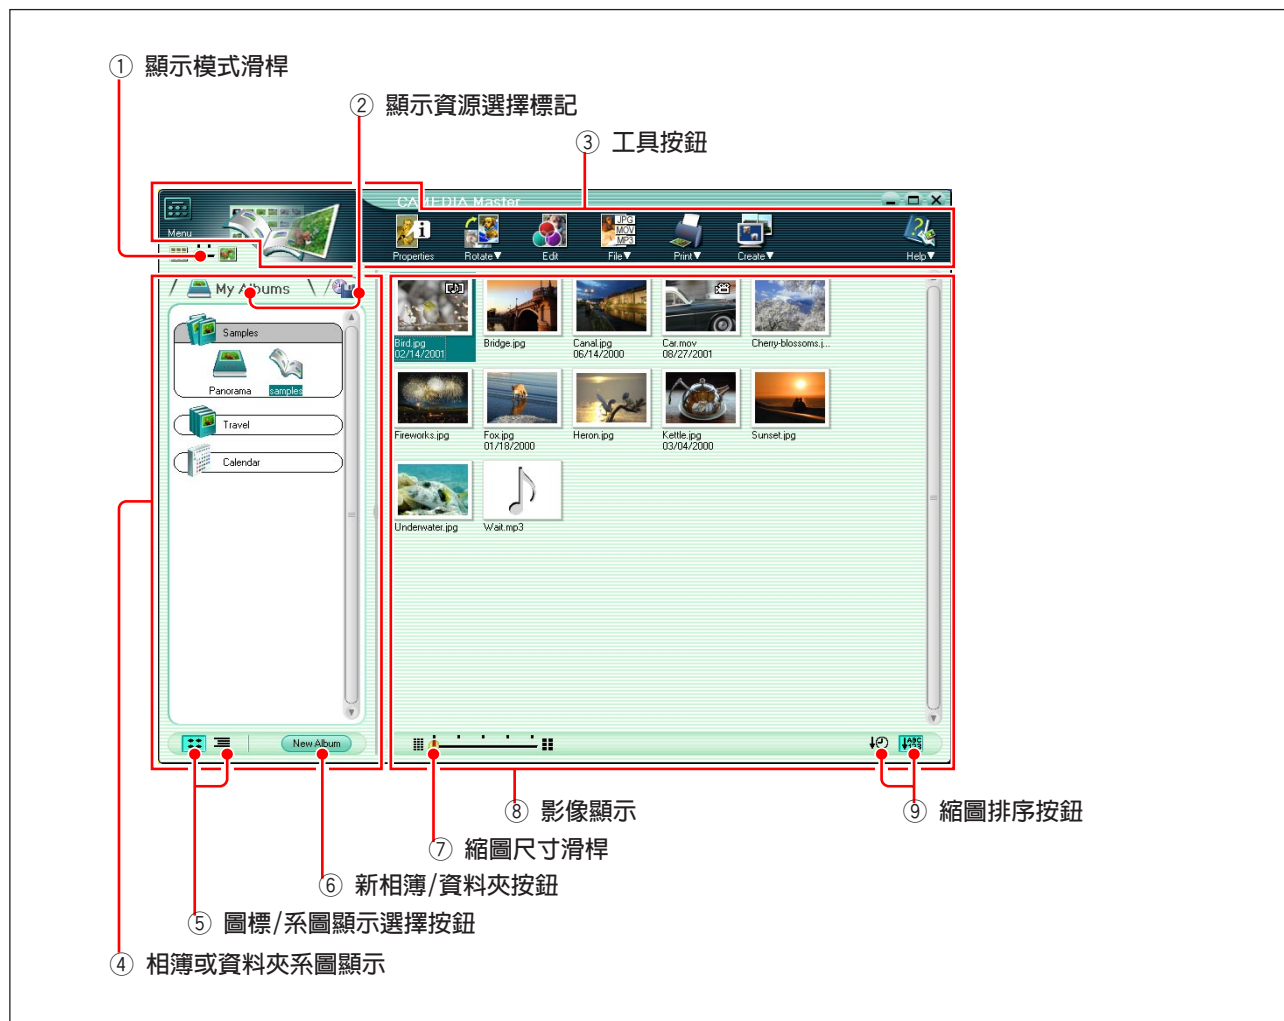 ① 顯示模式滑桿
② 顯示資源選擇標記
③ 工具按鈕
CAMEDIA Master
Menu
Properties Rotate▼ Edit File▼ Print▼ Create▼ Help▼
JPG
MOV
MP3
My Albums
Samples
Panorama samples
Travel
Calendar
Bird.jpg Bridge.jpg Canal.jpg Car.mov Cherry-blossoms.j...
02/14/2001 06/14/2000 08/27/2001
Fireworks.jpg Fox.jpg Heron.jpg Kettle.jpg Sunset.jpg
01/18/2000 03/04/2000
Underwater.jpg Wait.mp3
New Album
ABC
123
⑧ 影像顯示
⑨ 縮圖排序按鈕
⑦ 縮圖尺寸滑桿
⑥ 新相簿/資料夾按鈕
⑤ 圖標/系圖顯示選擇按鈕
④ 相簿或資料夾系圖顯示